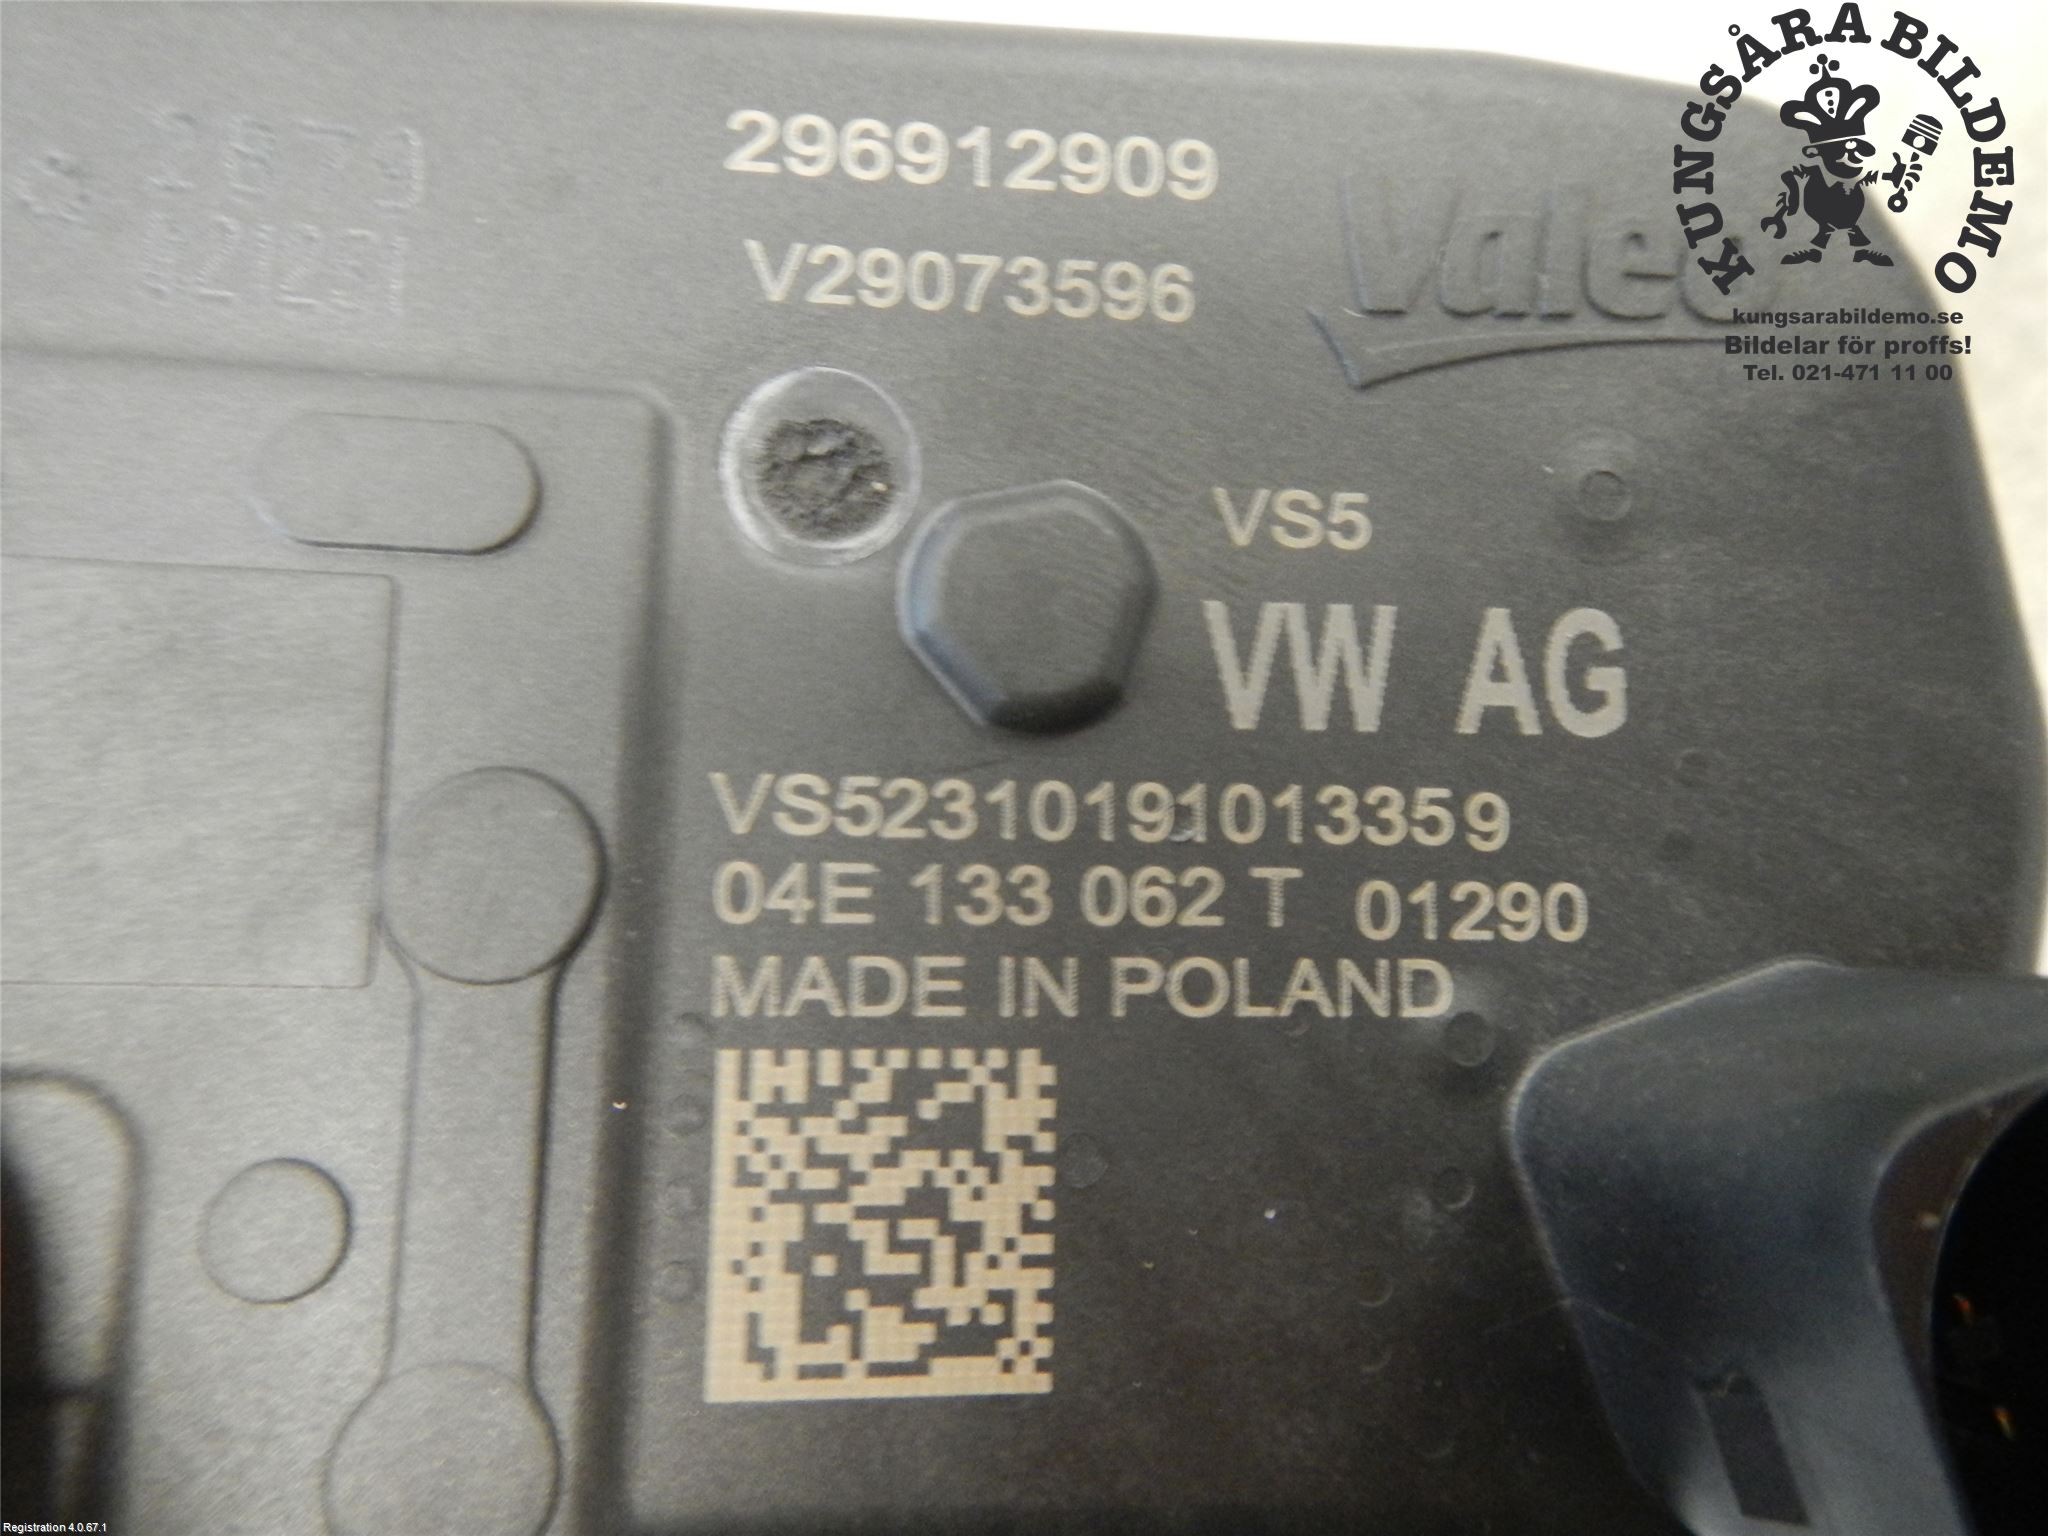 296912909
V29073596
Valeo
KUNGSÅRA BILDEMO
kungsarabildemo.se
Bildelar för proffs!
Tel. 021-471 11 00
VS5
VW AG
VS52310191013359
04E 133 062 T 01290
MADE IN POLAND
Registration 4.0.67.1